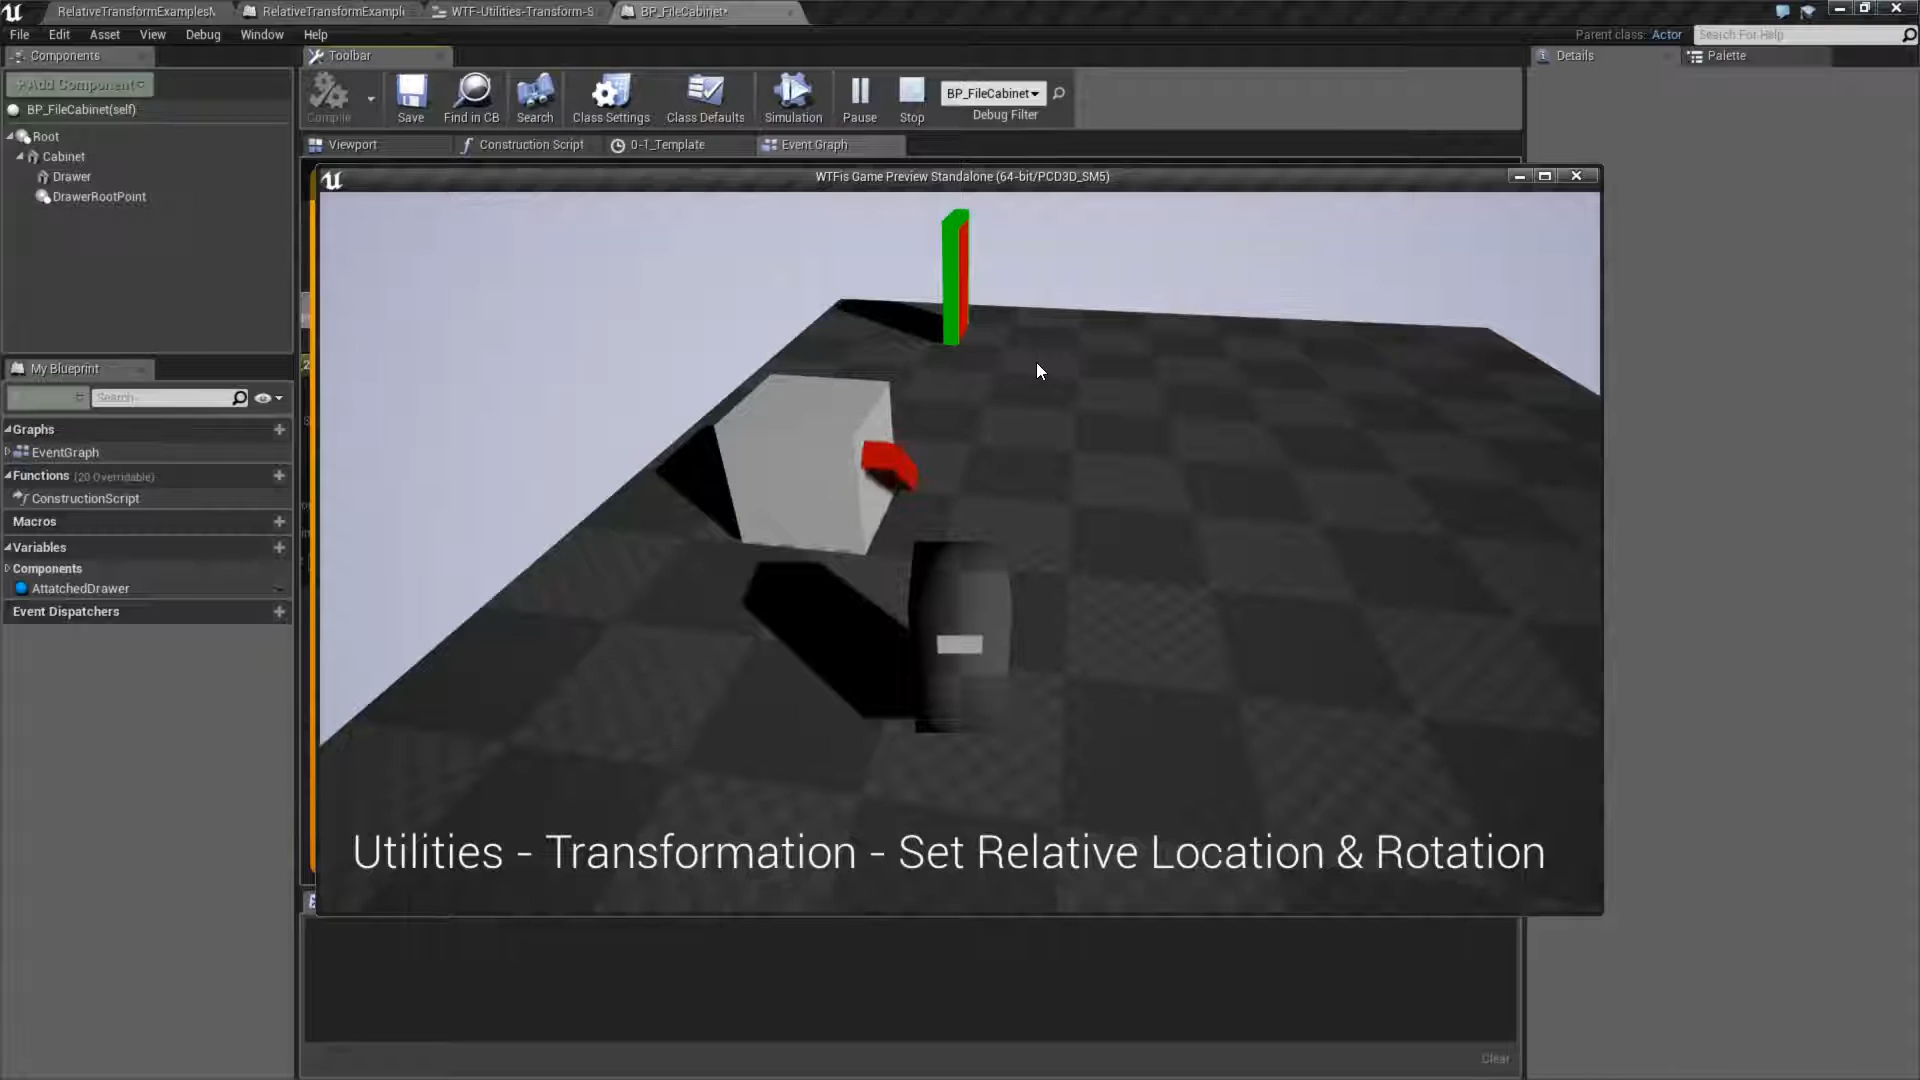 RelativeTransformExamplesM
RelativeTransformExampl
WTF-Utilities-Transform-S
BP_FileCabinet*
File
Edit
Asset
View
Debug
Window
Help
Parent class: Actor
Search For Help
Components
Toolbar
Details
Palette
+Add Component
BP_FileCabinet(self)
Root
Cabinet
Drawer
DrawerRootPoint
Compile
Save
Find in CB
Search
Class Settings
Class Defaults
Simulation
Pause
Stop
BP_FileCabinet
Debug Filter
Viewport
Construction Script
0-1_Template
Event Graph
WTFis Game Preview Standalone (64-bit/PCD3D_SM5)
My Blueprint
Search
Graphs
EventGraph
Functions (20 Overridable)
ConstructionScript
Macros
Variables
Components
AttatchedDrawer
Event Dispatchers
Utilities - Transformation - Set Relative Location & Rotation
Clear